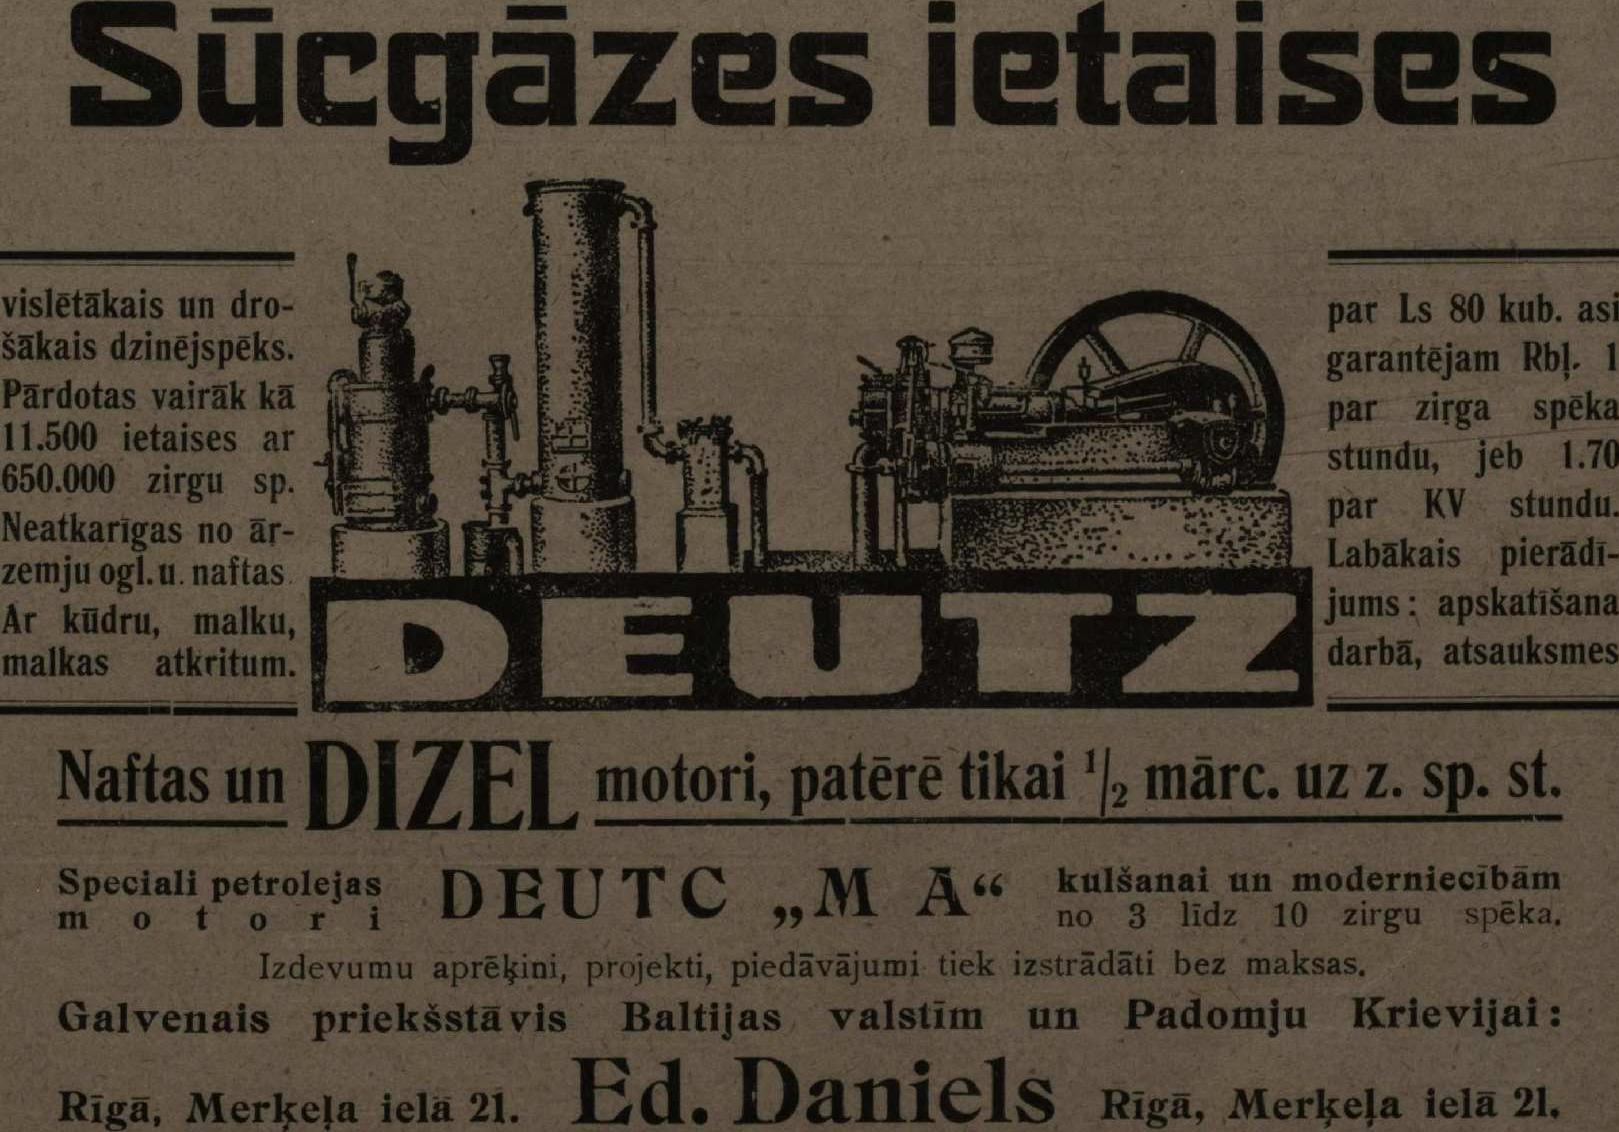 Sūcgāzes ietaises
vislētākais un dro-
šākais dzinējspēks.
Pārdotas vairāk kā
11.500 ietaises ar
650.000 zirgu sp.
Neatkarīgas no ār-
zemju ogl. u. naftas
Ar kūdru, malku,
malkas atkritum.
DEUTZ
par Ls 80 kub. asi
garantējam Rbļ. 1
par zirga spēka
stundu, jeb 1.70
par KV stundu.
Labākais pierādī-
jums: apskatīšana
darbā, atsauksmes
Naftas un DIZEL motori, patērē tikai 1/2 mārc. uz z. sp. st.
Speciali petrolejas
motori
DEUTC „MA“
kulšanai un moderniecībām
no 3 līdz 10 zirgu spēka.
Izdevumu aprēķini, projekti, piedāvājumi tiek izstrādāti bez maksas.
Galvenais priekšstāvis Baltijas valstīm un Padomju Krievijai:
Rīgā, Merķeļa ielā 21. Ed. Daniels Rīgā, Merķeļa ielā 21.